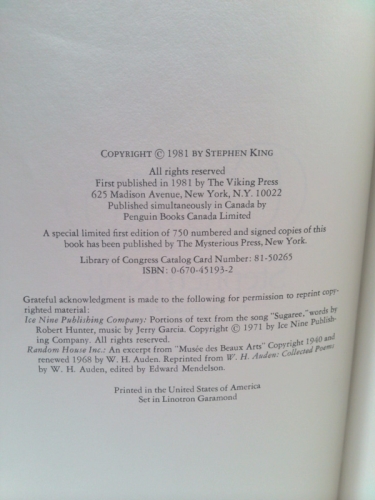 COPYRIGHT © 1981 BY STEPHEN KING
All rights reserved
First published in 1981 by The Viking Press
625 Madison Avenue, New York, N.Y. 10022
Published simultaneously in Canada by
Penguin Books Canada Limited
A special limited first edition of 750 numbered and signed copies of this
book has been published by The Mysterious Press, New York.
Library of Congress Catalog Card Number: 81-50265
ISBN: 0-670-45193-2
Grateful acknowledgment is made to the following for permission to reprint copy-
righted material:
Ice Nine Publishing Company: Portions of text from the song "Sugaree," words by
Robert Hunter, music by Jerry Garcia. Copyright © 1971 by Ice Nine Publish-
ing Company. All rights reserved.
Random House Inc.: An excerpt from "Musée des Beaux Arts" Copyright 1940 and
renewed 1968 by W. H. Auden. Reprinted from W. H. Auden: Collected Poems
by W. H. Auden, edited by Edward Mendelson.
Printed in the United States of America
Set in Linotron Garamond